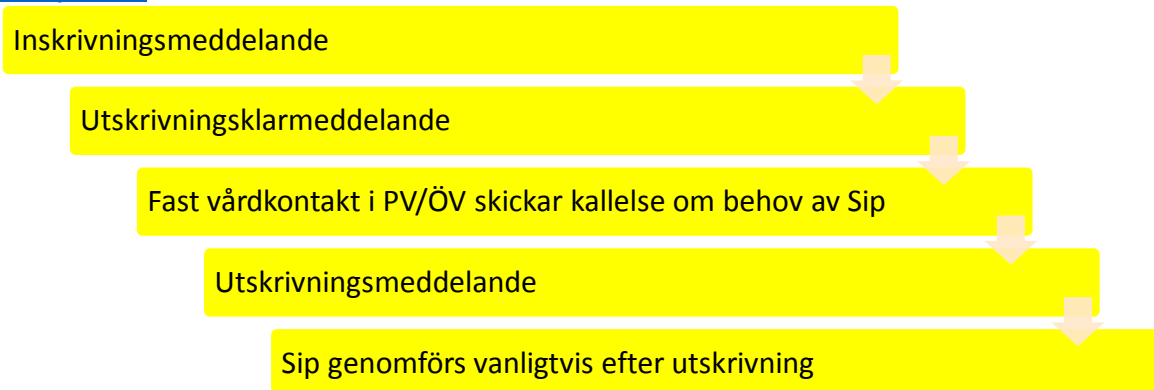 Inskrivningsmeddelande
Utskrivningsklarmeddelande
Fast vårdkontakt i PV/ÖV skickar kallelse om behov av Sip
Utskrivningsmeddelande
Sip genomförs vanligtvis efter utskrivning